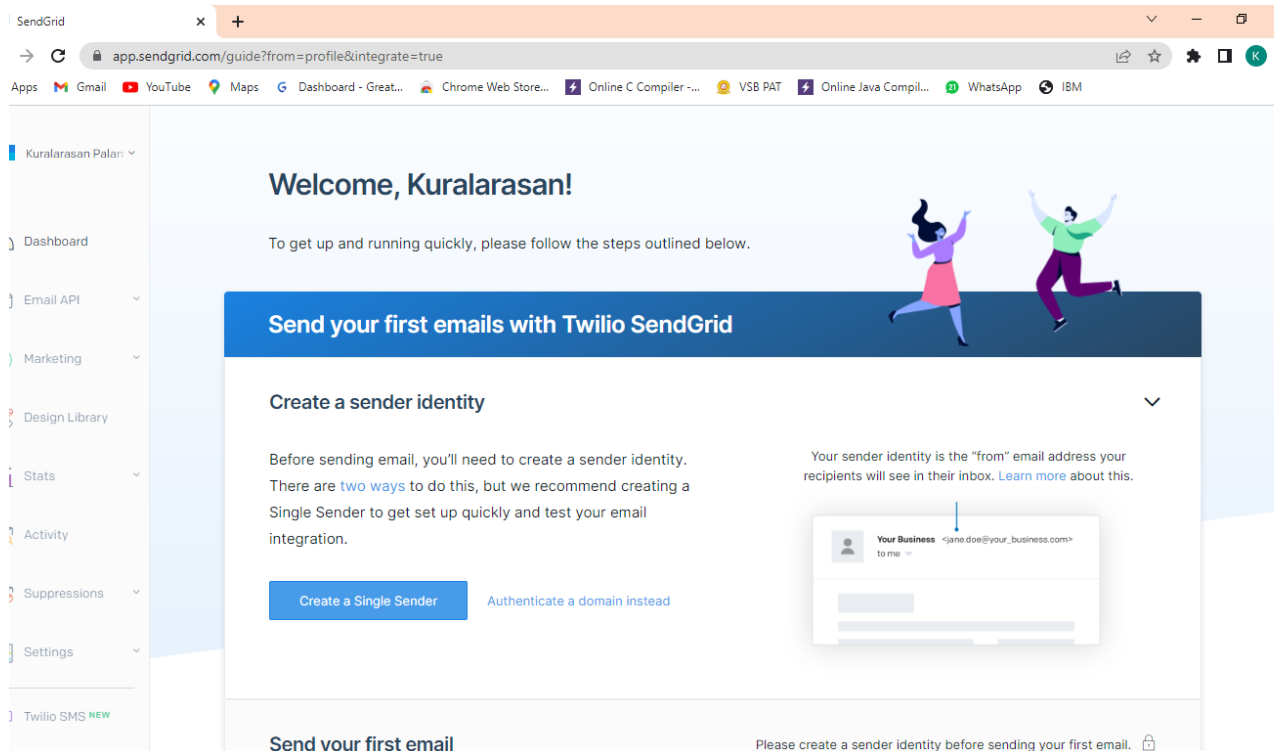 SendGrid
app.sendgrid.com/guide?from=profile&integrate=true
K
Apps Gmail YouTube Maps G Dashboard - Great... Chrome Web Store... Online C Compiler -... VSB PAT Online Java Compil... 21 WhatsApp IBM
Kuralarasan Palan
Welcome, Kuralarasan!
To get up and running quickly, please follow the steps outlined below.
Dashboard
Email API
Marketing
Design Library
Stats
Activity
Suppressions
Settings
Twilio SMS NEW
Send your first emails with Twilio SendGrid
Create a sender identity
Before sending email, you'll need to create a sender identity.
There are two ways to do this, but we recommend creating a
Single Sender to get set up quickly and test your email
integration.
Create a Single Sender
Authenticate a domain instead
Your sender identity is the "from" email address your
recipients will see in their inbox. Learn more about this.
Your Business <jane.doe@your_business.com>
to me
Send your first email
Please create a sender identity before sending your first email.